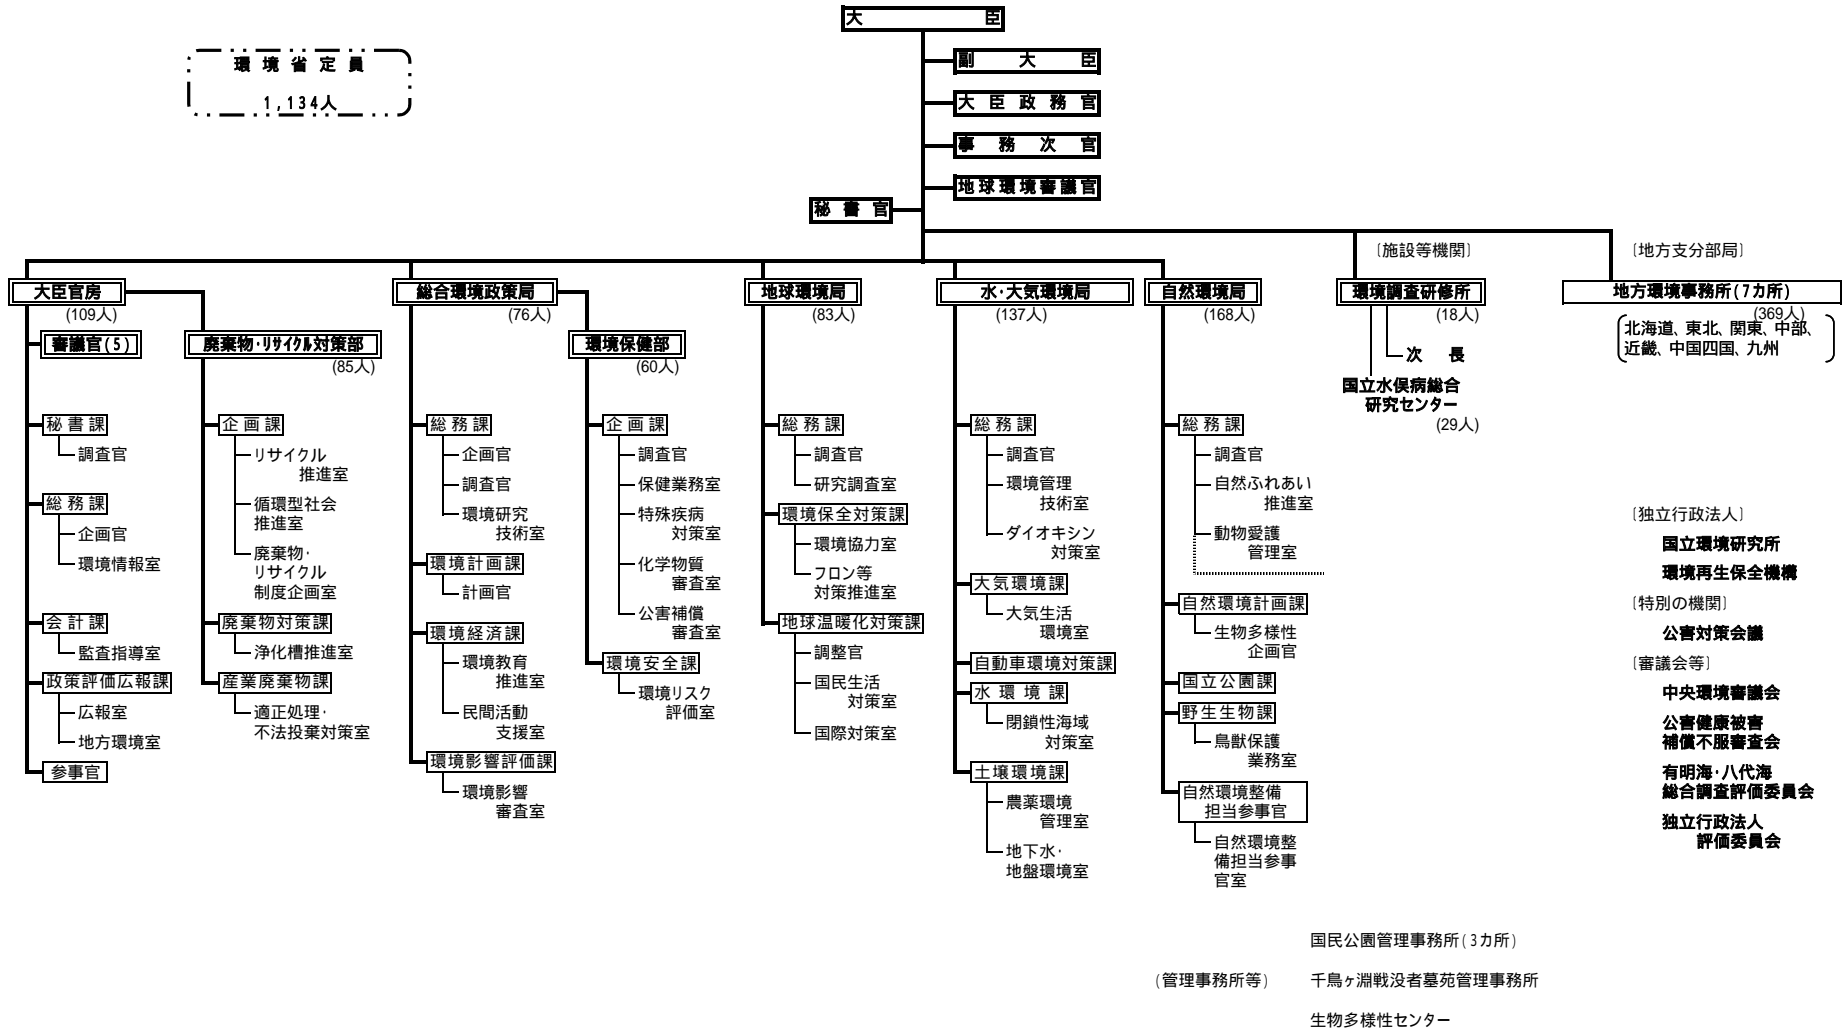 大臣
環境省定員
1,134人
副大臣
大臣政務官
事務次官
地球環境審議官
秘書官
〔施設等機関〕
〔地方支分部局〕
大臣官房
(109人)
審議官(5)
秘書課
調査官
総務課
企画官
環境情報室
会計課
監査指導室
政策評価広報課
広報室
地方環境室
参事官
廃棄物・リサイクル対策部
(85人)
企画課
リサイクル
推進室
循環型社会
推進室
廃棄物・
リサイクル
制度企画室
廃棄物対策課
浄化槽推進室
産業廃棄物課
適正処理・
不法投棄対策室
総合環境政策局
(76人)
総務課
企画官
調査官
環境研究
技術室
環境計画課
計画官
環境経済課
環境教育
推進室
民間活動
支援室
環境影響評価課
環境影響
審査室
環境保健部
(60人)
企画課
調査官
保健業務室
特殊疾病
対策室
化学物質
審査室
公害補償
審査室
環境安全課
環境リスク
評価室
地球環境局
(83人)
総務課
調査官
研究調査室
環境保全対策課
環境協力室
フロン等
対策推進室
地球温暖化対策課
調整官
国民生活
対策室
国際対策室
水・大気環境局
(137人)
総務課
調査官
環境管理
技術室
ダイオキシン
対策室
大気環境課
大気生活
環境室
自動車環境対策課
水環境課
閉鎖性海域
対策室
土壌環境課
農薬環境
管理室
地下水・
地盤環境室
自然環境局
(168人)
総務課
調査官
自然ふれあい
推進室
動物愛護
管理室
自然環境計画課
生物多様性
企画官
国立公園課
野生生物課
鳥獣保護
業務室
自然環境整備
担当参事官
自然環境整
備担当参事
官室
環境調査研修所
(18人)
次長
国立水俣病総合
研究センター
(29人)
地方環境事務所(7カ所)
(369人)
北海道、東北、関東、中部、
近畿、中国四国、九州
〔独立行政法人〕
国立環境研究所
環境再生保全機構
〔特別の機関〕
公害対策会議
〔審議会等〕
中央環境審議会
公害健康被害
補償不服審査会
有明海・八代海
総合調査評価委員会
独立行政法人
評価委員会
国民公園管理事務所(3カ所)
(管理事務所等)
千鳥ヶ淵戦没者墓苑管理事務所
生物多様性センター